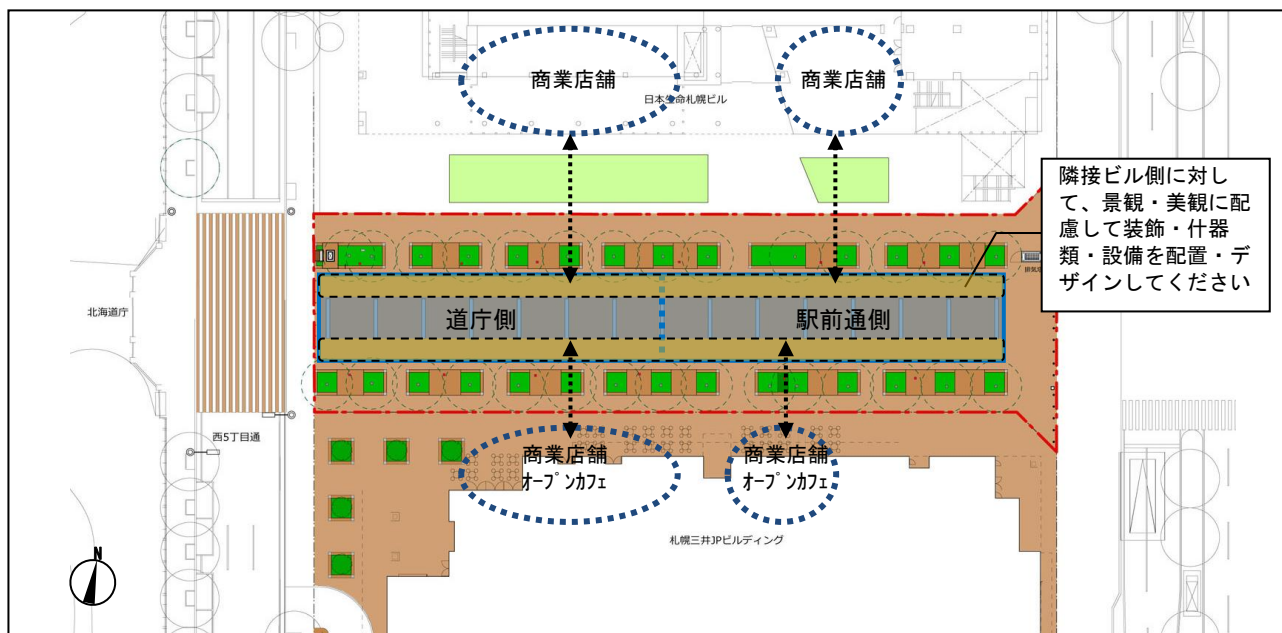 商業店舗
商業店舗
日本生命札幌ビル
隣接ビル側に対し
て、景観・美観に配
慮して装飾・什器
類・設備を配置・デ
ザインしてください
北海道庁
道庁側
駅前通側
西5丁目通
商業店舗
オープンカフェ
商業店舗
オープンカフェ
札幌三井JPビルディング
N